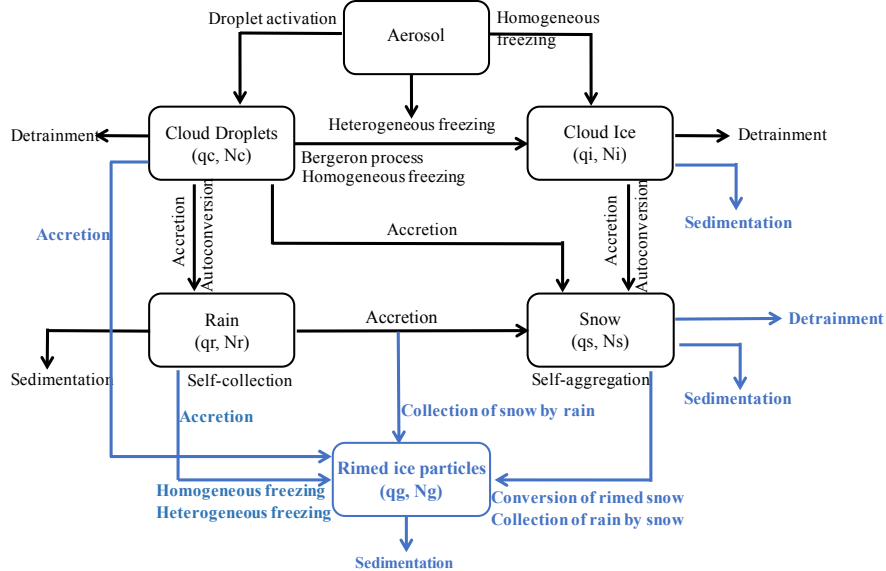 Droplet activation
Aerosol
Homogeneous
freezing
Detrainment
Cloud Droplets
(qc, Nc)
Heterogeneous freezing
Bergeron process
Homogeneous freezing
Cloud Ice
(qi, Ni)
Detrainment
Sedimentation
Accretion
Accretion
Autoconversion
Accretion
Accretion
Autoconversion
Rain
(qr, Nr)
Accretion
Snow
(qs, Ns)
Detrainment
Sedimentation
Self-collection
Self-aggregation
Sedimentation
Accretion
Collection of snow by rain
Rimed ice particles
(qg, Ng)
Homogeneous freezing
Heterogeneous freezing
Conversion of rimed snow
Collection of rain by snow
Sedimentation